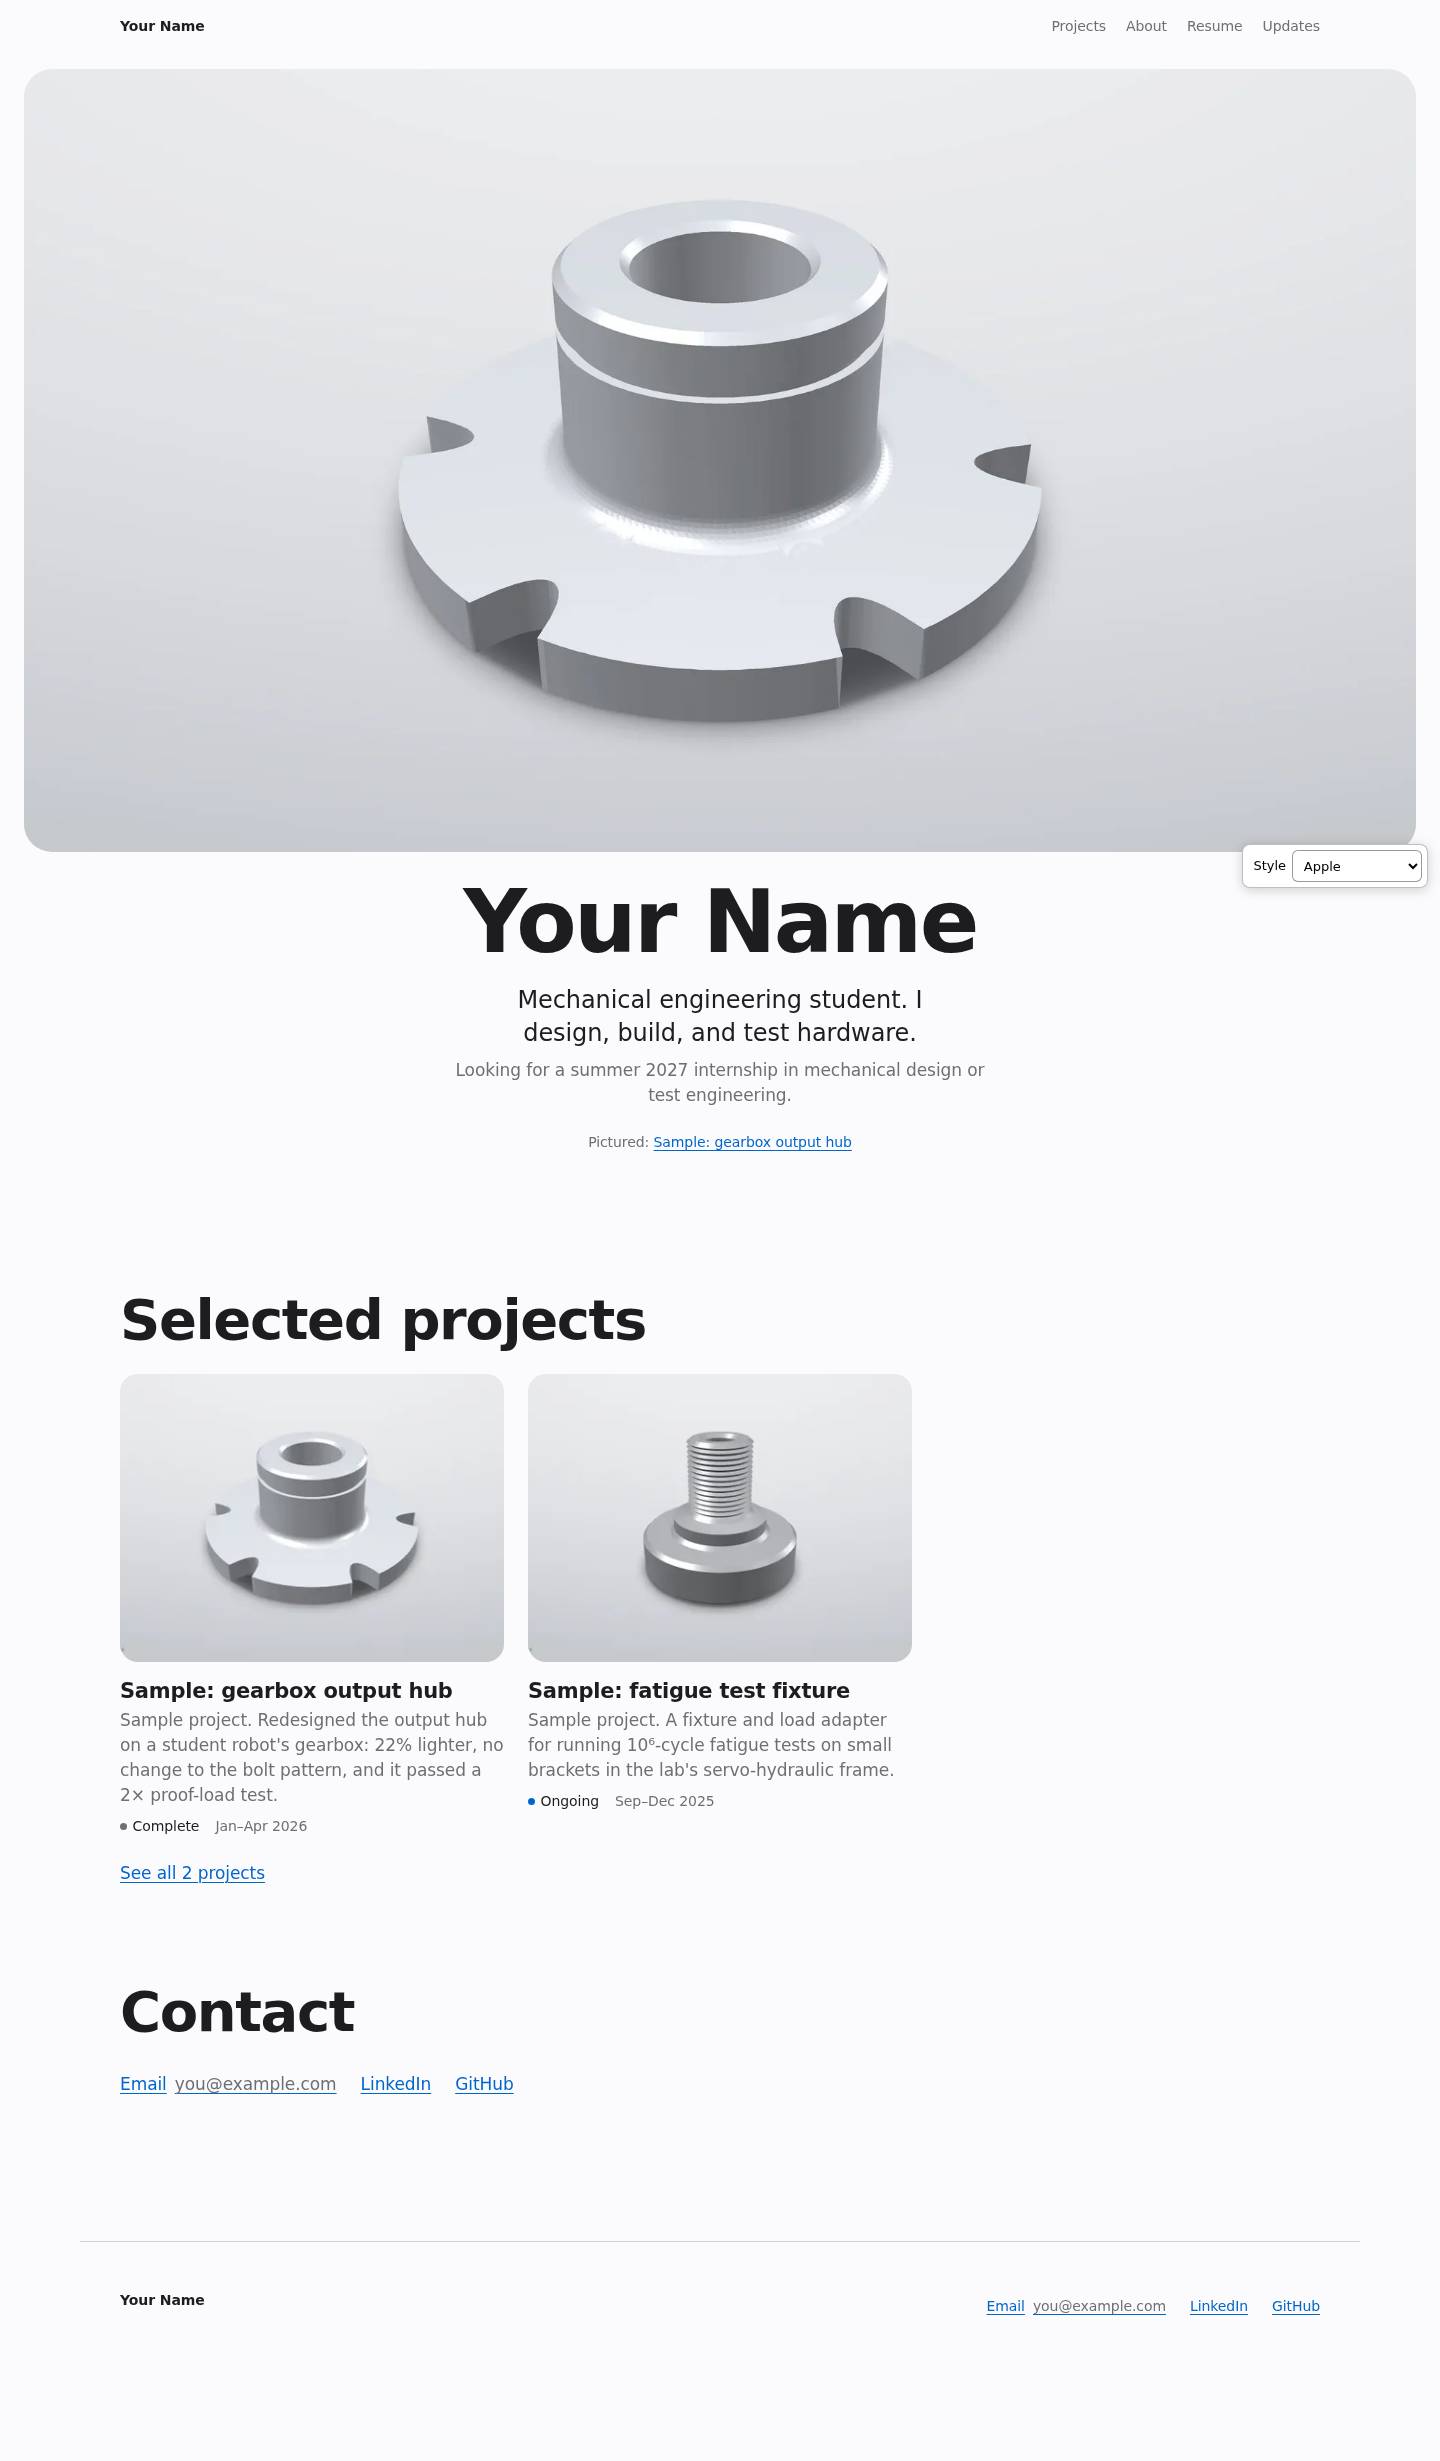 Your Name
Projects About Resume Updates
Style Apple
Your Name
Mechanical engineering student. I
design, build, and test hardware.
Looking for a summer 2027 internship in mechanical design or
test engineering.
Pictured: Sample: gearbox output hub
Selected projects
Sample: gearbox output hub
Sample project. Redesigned the output hub
on a student robot's gearbox: 22% lighter, no
change to the bolt pattern, and it passed a
2× proof-load test.
Complete Jan–Apr 2026
Sample: fatigue test fixture
Sample project. A fixture and load adapter
for running 10⁶-cycle fatigue tests on small
brackets in the lab's servo-hydraulic frame.
Ongoing Sep–Dec 2025
See all 2 projects
Contact
Email you@example.com LinkedIn GitHub
Your Name
Email you@example.com LinkedIn GitHub